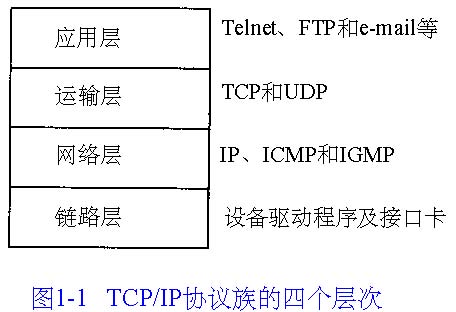 应用层 Telnet、FTP和e-mail等
运输层 TCP和UDP
网络层 IP、ICMP和IGMP
链路层 设备驱动程序及接口卡
图1-1 TCP/IP协议族的四个层次